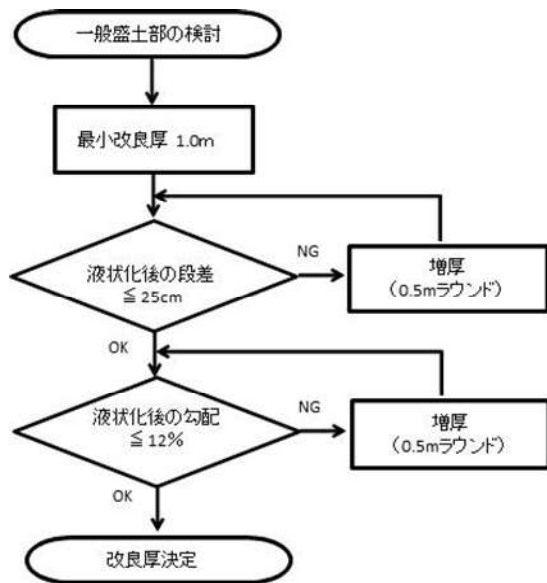 一般盛土部の検討
最小改良厚 1.0m
液状化後の段差
≦ 25cm
NG
増厚
（0.5mラウンド）
OK
液状化後の勾配
≦ 12%
NG
増厚
（0.5mラウンド）
OK
改良厚決定